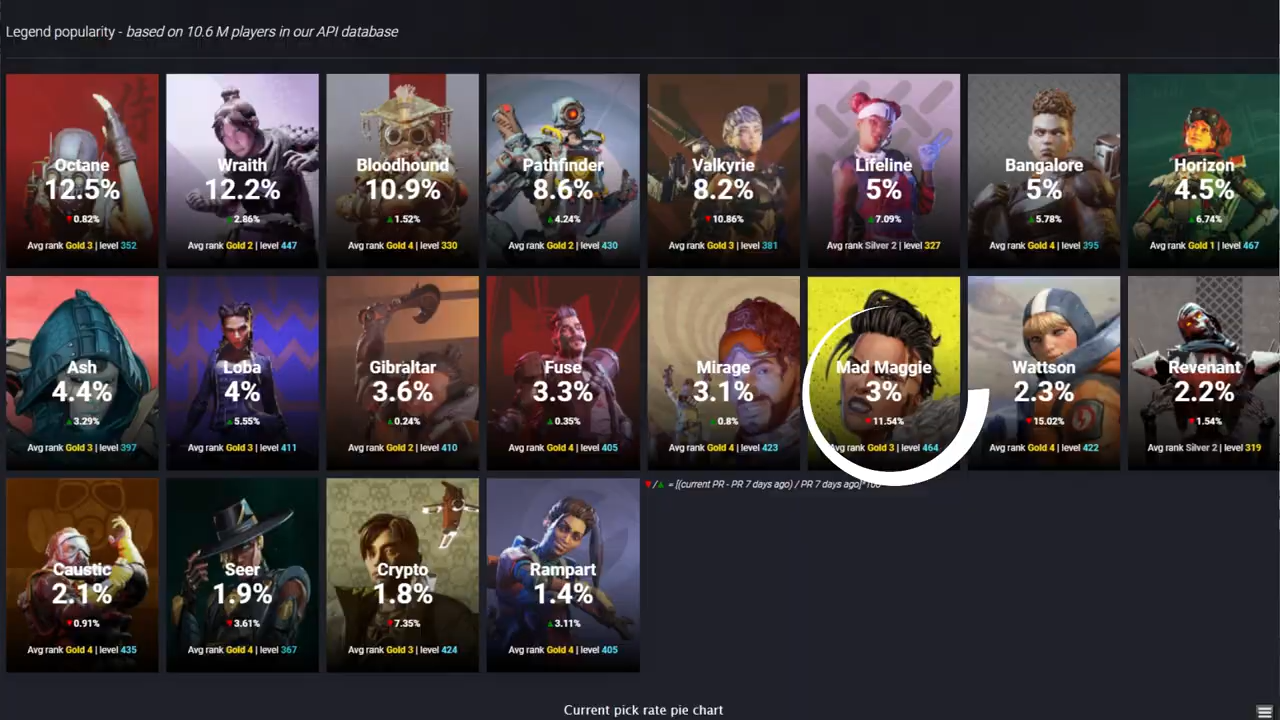 Legend popularity - based on 10.6 M players in our API database
Octane
12.5%
▼0.82%
Avg rank Gold 3 | level 352
Wraith
12.2%
▲2.86%
Avg rank Gold 2 | level 447
Bloodhound
10.9%
▲1.52%
Avg rank Gold 4 | level 330
Pathfinder
8.6%
▲4.24%
Avg rank Gold 2 | level 430
Valkyrie
8.2%
▼10.86%
Avg rank Gold 3 | level 381
Lifeline
5%
▲7.09%
Avg rank Silver 2 | level 327
Bangalore
5%
▲5.78%
Avg rank Gold 4 | level 395
Horizon
4.5%
▲6.74%
Avg rank Gold 1 | level 467
Ash
4.4%
▲3.29%
Avg rank Gold 3 | level 397
Loba
4%
▲5.55%
Avg rank Gold 3 | level 411
Gibraltar
3.6%
▲0.24%
Avg rank Gold 2 | level 410
Fuse
3.3%
▲0.35%
Avg rank Gold 4 | level 405
Mirage
3.1%
▲0.8%
Avg rank Gold 4 | level 423
Mad Maggie
3%
▼11.54%
Avg rank Gold 3 | level 464
Wattson
2.3%
▼15.02%
Avg rank Gold 4 | level 422
Revenant
2.2%
▼1.54%
Avg rank Silver 2 | level 319
Caustic
2.1%
▼0.91%
Avg rank Gold 4 | level 435
Seer
1.9%
▼3.61%
Avg rank Gold 4 | level 367
Crypto
1.8%
▼7.35%
Avg rank Gold 3 | level 424
Rampart
1.4%
▲3.11%
Avg rank Gold 4 | level 405
▼/▲ = [(current PR - PR 7 days ago) / PR 7 days ago]*100
Current pick rate pie chart